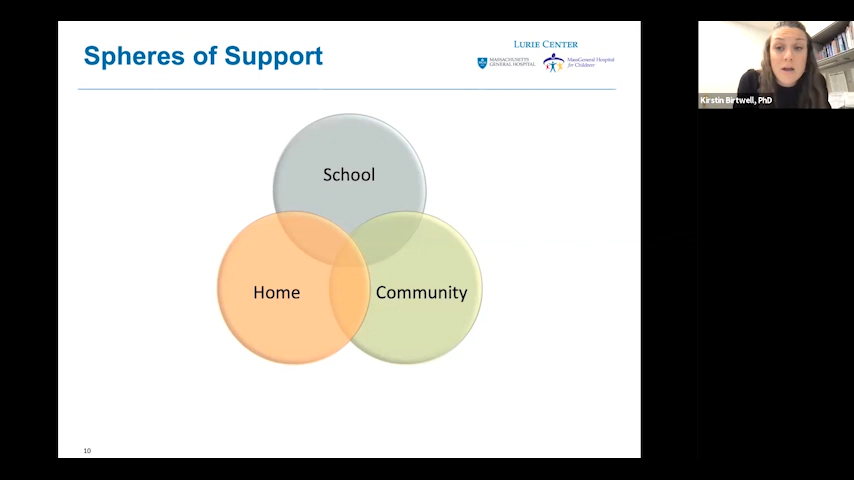 Spheres of Support
LURIE CENTER
MASSACHUSETTS
GENERAL HOSPITAL
MassGeneral Hospital
for Children
School
Home
Community
10
Kirstin Birtwell, PhD